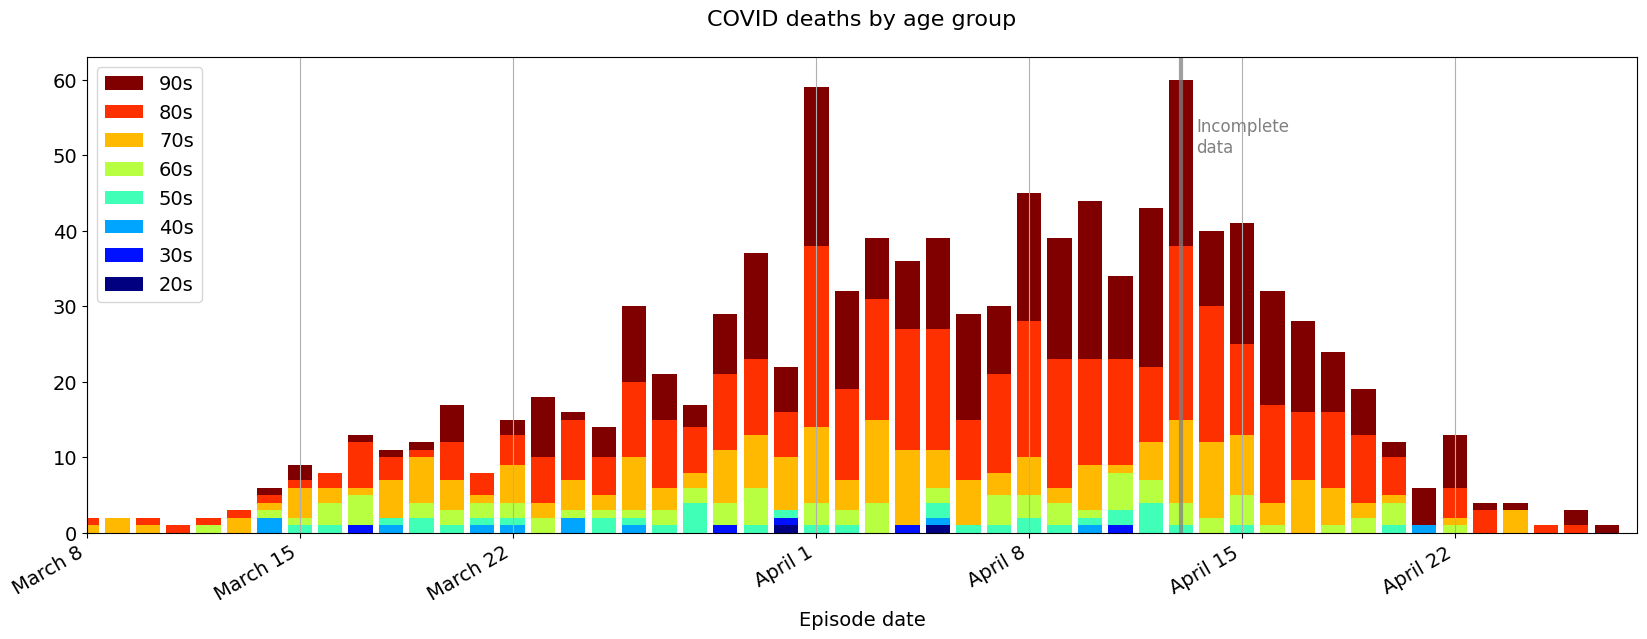 COVID deaths by age group
60
50
40
30
20
10
0
90s
80s
70s
60s
50s
40s
30s
20s
Incomplete
data
March 8
March 15
March 22
April 1
April 8
April 15
April 22
Episode date